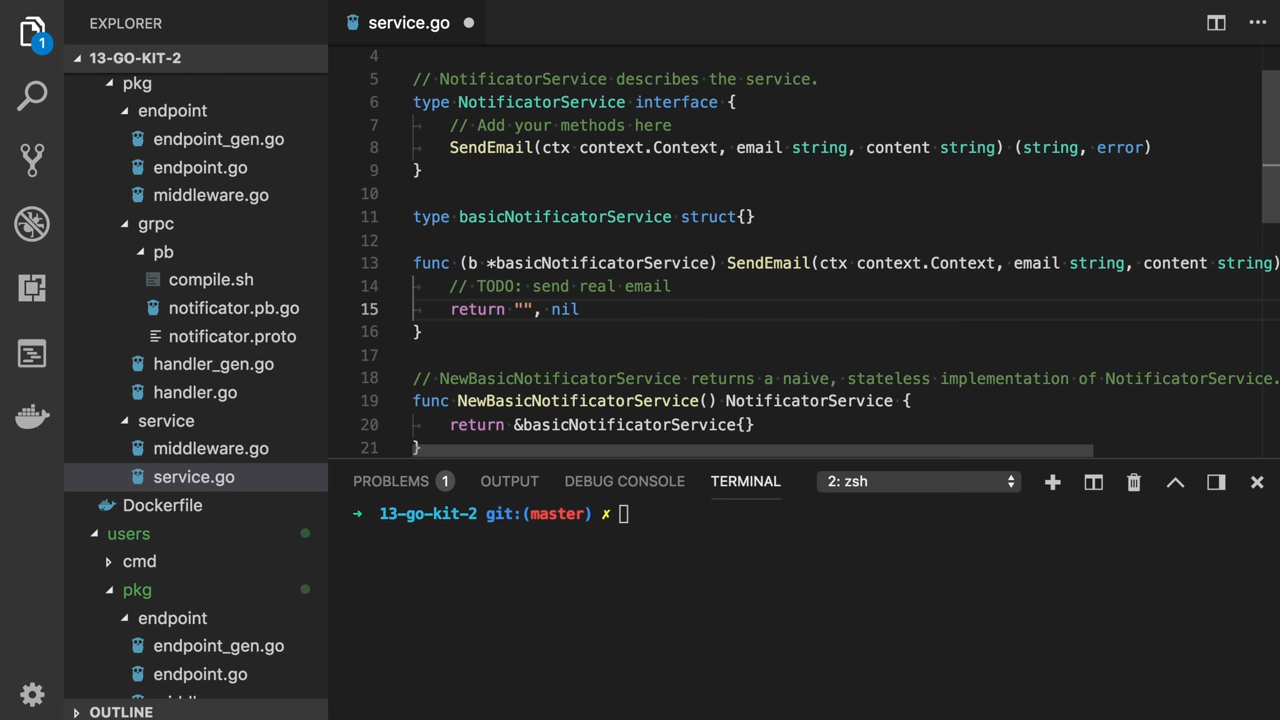 EXPLORER
1
13-GO-KIT-2
pkg
endpoint
endpoint_gen.go
endpoint.go
middleware.go
grpc
pb
compile.sh
notificator.pb.go
notificator.proto
handler_gen.go
handler.go
service
middleware.go
service.go
Dockerfile
users
cmd
pkg
endpoint
endpoint_gen.go
endpoint.go
OUTLINE
service.go
4
5 // NotificatorService describes the service.
6 type NotificatorService interface {
7 // Add your methods here
8 SendEmail(ctx context.Context, email string, content string) (string, error)
9 }
10
11 type basicNotificatorService struct{}
12
13 func (b *basicNotificatorService) SendEmail(ctx context.Context, email string, content string)
14 // TODO: send real email
15 return "", nil
16 }
17
18 // NewBasicNotificatorService returns a naive, stateless implementation of NotificatorService.
19 func NewBasicNotificatorService() NotificatorService {
20 return &basicNotificatorService{}
21 }
PROBLEMS 1 OUTPUT DEBUG CONSOLE TERMINAL 2: zsh
→ 13-go-kit-2 git:(master) ✗